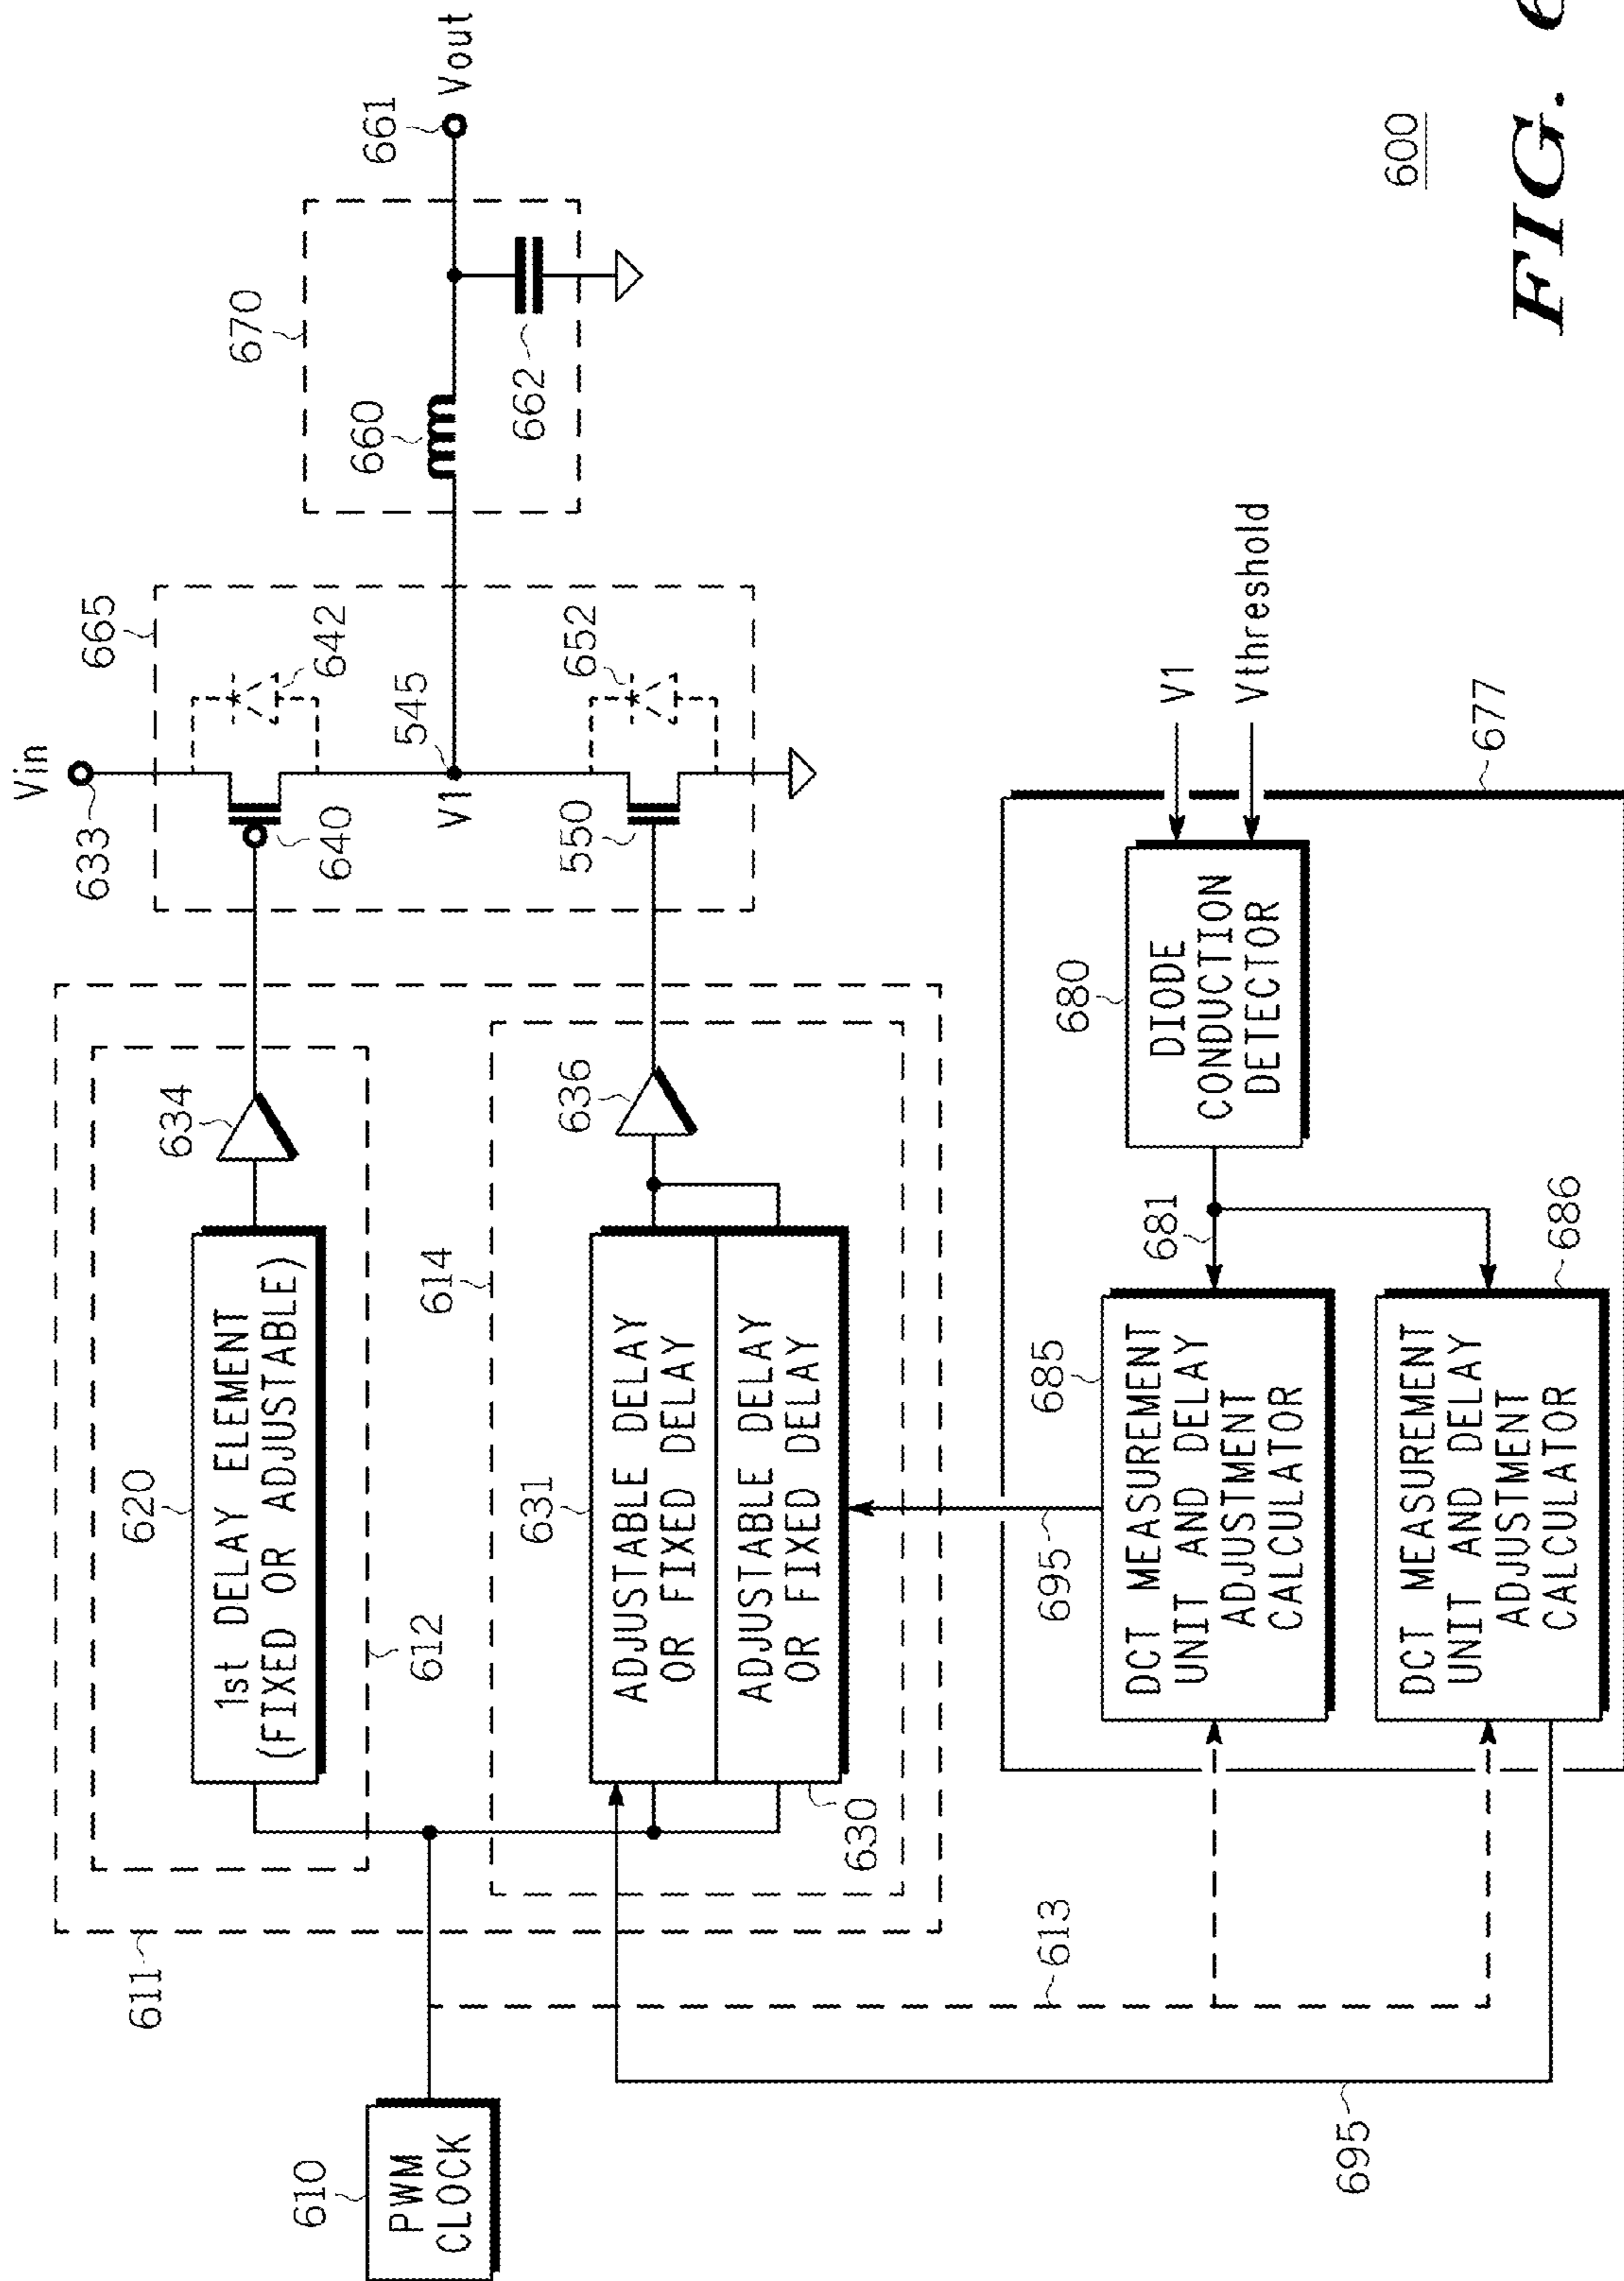 Vin
633
665
642
640
V1
545
550
652
670
660
662
661
Vout
611
620
1st DELAY ELEMENT
(FIXED OR ADJUSTABLE)
634
612
610
PWM
CLOCK
614
631
ADJUSTABLE DELAY
OR FIXED DELAY
ADJUSTABLE DELAY
OR FIXED DELAY
630
636
613
695
695
685
DCT MEASUREMENT
UNIT AND DELAY
ADJUSTMENT
CALCULATOR
681
680
DIODE
CONDUCTION
DETECTOR
V1
Vthreshold
677
DCT MEASUREMENT
UNIT AND DELAY
ADJUSTMENT
CALCULATOR
686
600
FIG. 6